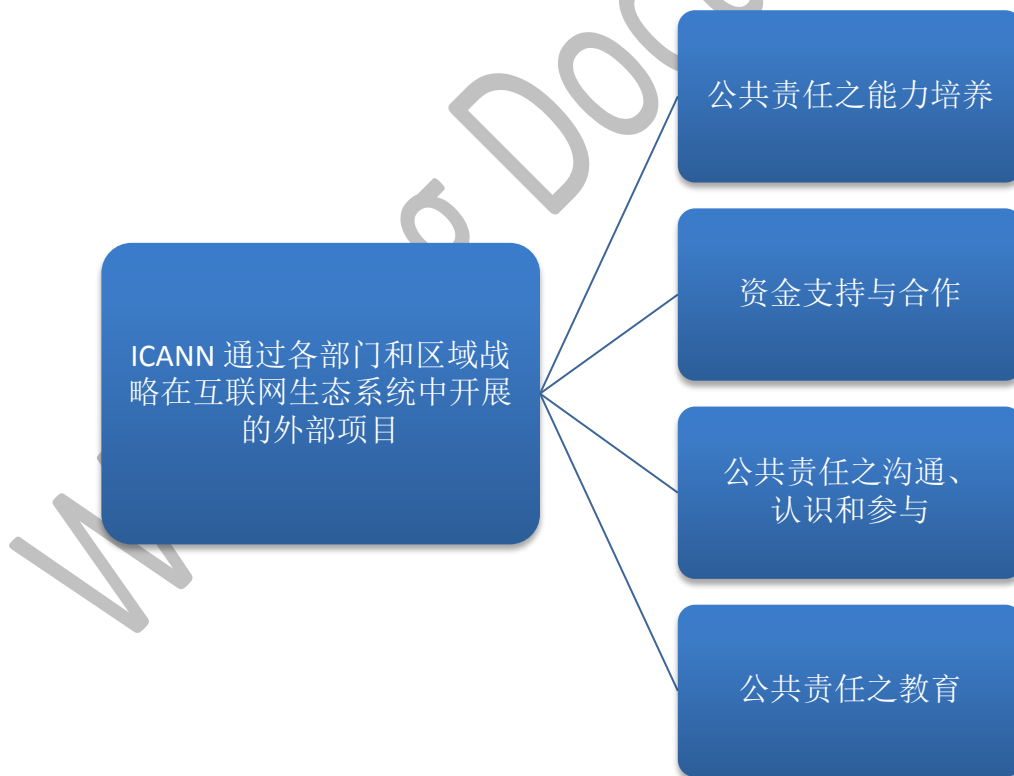 公共责任之能力培养
资金支持与合作
ICANN 通过各部门和区域战
略在互联网生态系统中开展
的外部项目
公共责任之沟通、
认识和参与
公共责任之教育